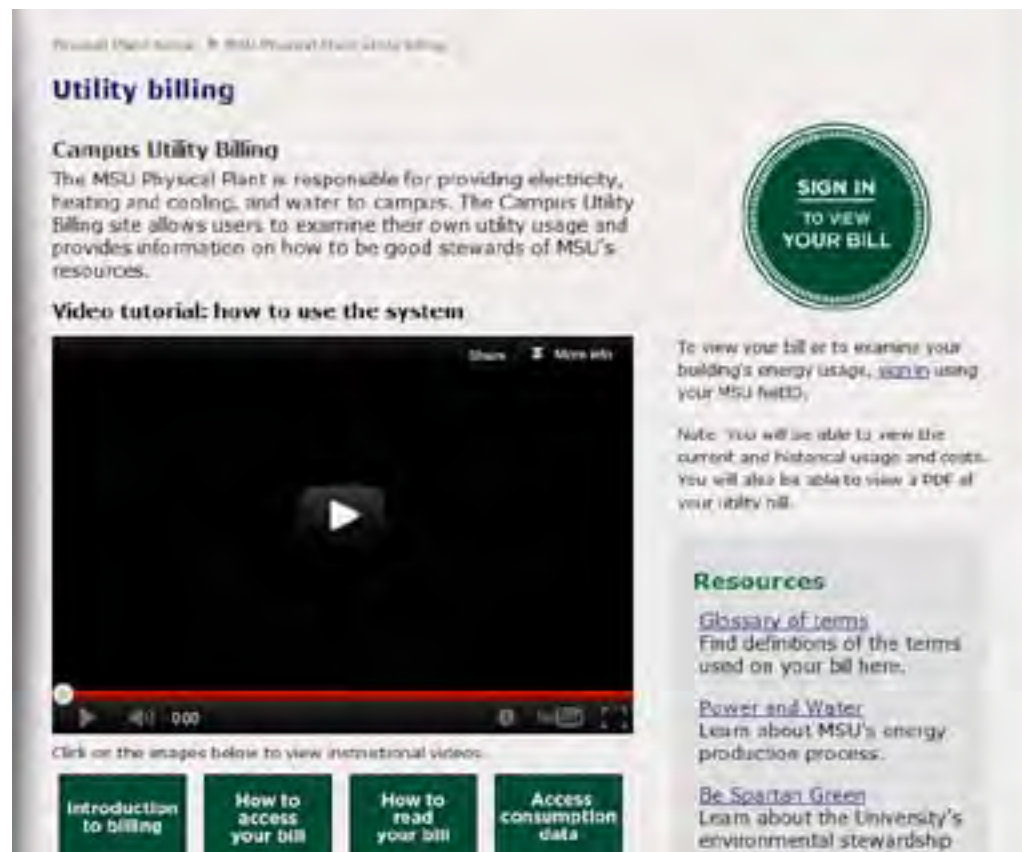 Physical Plant home MSU Physical Plant utility billing
Utility billing
Campus Utility Billing
The MSU Physical Plant is responsible for providing electricity,
heating and cooling, and water to campus. The Campus Utility
Billing site allows users to examine their own utility usage and
provides information on how to be good stewards of MSU's
resources.
Video tutorial: how to use the system
Share More info
0:00
Click on the images below to view instructional videos.
Introduction
to billing
How to
access
your bill
How to
read
your bill
Access
consumption
data
SIGN IN
TO VIEW
YOUR BILL
To view your bill or to examine your
building's energy usage, sign in using
your MSU NetID.
Note: You will be able to view the
current and historical usage and costs.
You will also be able to view a PDF of
your utility bill.
Resources
Glossary of terms
Find definitions of the terms
used on your bill here.
Power and Water
Learn about MSU's energy
production process.
Be Spartan Green
Learn about the University's
environmental stewardship